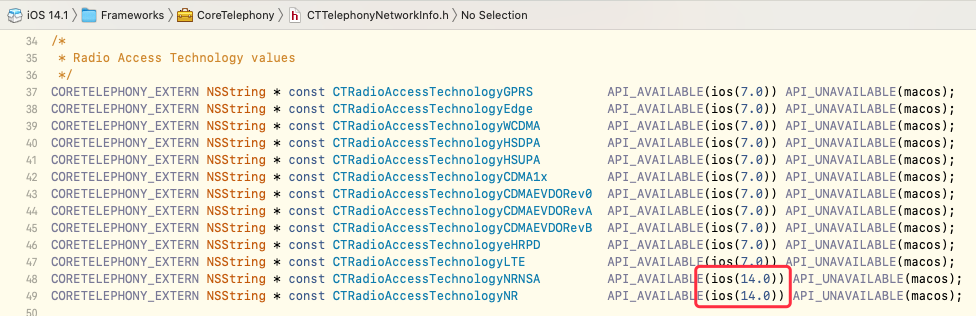 iOS 14.1 > Frameworks > CoreTelephony > h CTTelephonyNetworkInfo.h > No Selection
34 /*
35 * Radio Access Technology values
36 */
37 CORETELEPHONY_EXTERN NSString * const CTRadioAccessTechnologyGPRS API_AVAILABLE(ios(7.0)) API_UNAVAILABLE(macos);
38 CORETELEPHONY_EXTERN NSString * const CTRadioAccessTechnologyEdge API_AVAILABLE(ios(7.0)) API_UNAVAILABLE(macos);
39 CORETELEPHONY_EXTERN NSString * const CTRadioAccessTechnologyWCDMA API_AVAILABLE(ios(7.0)) API_UNAVAILABLE(macos);
40 CORETELEPHONY_EXTERN NSString * const CTRadioAccessTechnologyHSDPA API_AVAILABLE(ios(7.0)) API_UNAVAILABLE(macos);
41 CORETELEPHONY_EXTERN NSString * const CTRadioAccessTechnologyHSUPA API_AVAILABLE(ios(7.0)) API_UNAVAILABLE(macos);
42 CORETELEPHONY_EXTERN NSString * const CTRadioAccessTechnologyCDMA1x API_AVAILABLE(ios(7.0)) API_UNAVAILABLE(macos);
43 CORETELEPHONY_EXTERN NSString * const CTRadioAccessTechnologyCDMAEVDORev0 API_AVAILABLE(ios(7.0)) API_UNAVAILABLE(macos);
44 CORETELEPHONY_EXTERN NSString * const CTRadioAccessTechnologyCDMAEVDORevA API_AVAILABLE(ios(7.0)) API_UNAVAILABLE(macos);
45 CORETELEPHONY_EXTERN NSString * const CTRadioAccessTechnologyCDMAEVDORevB API_AVAILABLE(ios(7.0)) API_UNAVAILABLE(macos);
46 CORETELEPHONY_EXTERN NSString * const CTRadioAccessTechnologyeHRPD API_AVAILABLE(ios(7.0)) API_UNAVAILABLE(macos);
47 CORETELEPHONY_EXTERN NSString * const CTRadioAccessTechnologyLTE API_AVAILABLE(ios(7.0)) API_UNAVAILABLE(macos);
48 CORETELEPHONY_EXTERN NSString * const CTRadioAccessTechnologyNRNSA API_AVAILABLE(ios(14.0)) API_UNAVAILABLE(macos);
49 CORETELEPHONY_EXTERN NSString * const CTRadioAccessTechnologyNR API_AVAILABLE(ios(14.0)) API_UNAVAILABLE(macos);
50